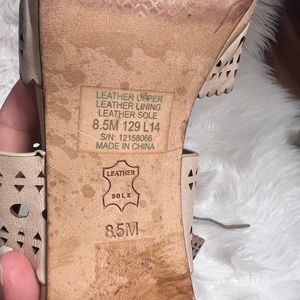 LEATHER UPPER
LEATHER LINING
LEATHER SOLE
8.5M 129 L14
S/N: 12158066
MADE IN CHINA
LEATHER
SOLE
8.5M